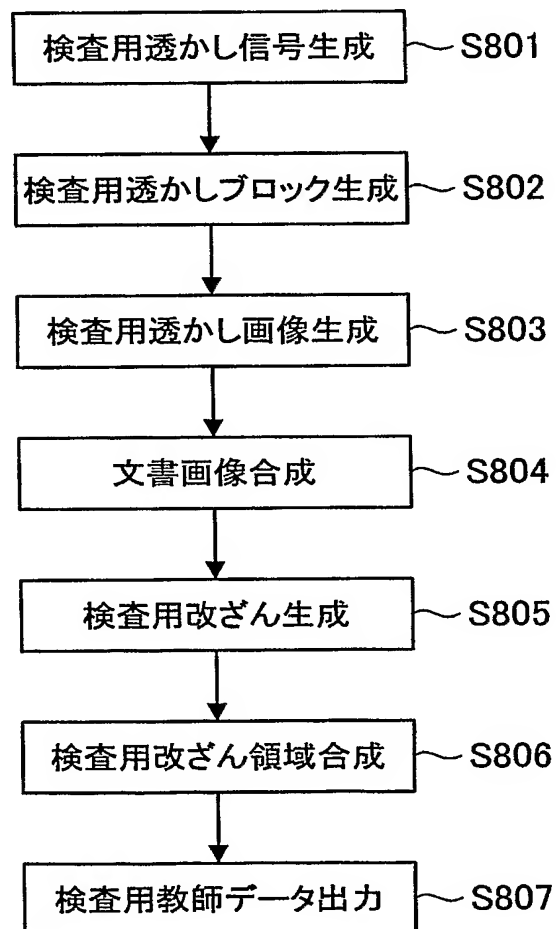 検査用透かし信号生成 S801
検査用透かしブロック生成 S802
検査用透かし画像生成 S803
文書画像合成 S804
検査用改ざん生成 S805
検査用改ざん領域合成 S806
検査用教師データ出力 S807